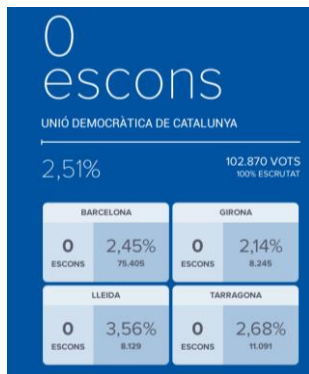 0
escons
UNIÓ DEMOCRÀTICA DE CATALUNYA
2,51%
102.870 VOTS
100% ESCRUTAT
BARCELONA
0
ESCONS
2,45%
75.405
GIRONA
0
ESCONS
2,14%
8.245
LLEIDA
0
ESCONS
3,56%
8.129
TARRAGONA
0
ESCONS
2,68%
11.091